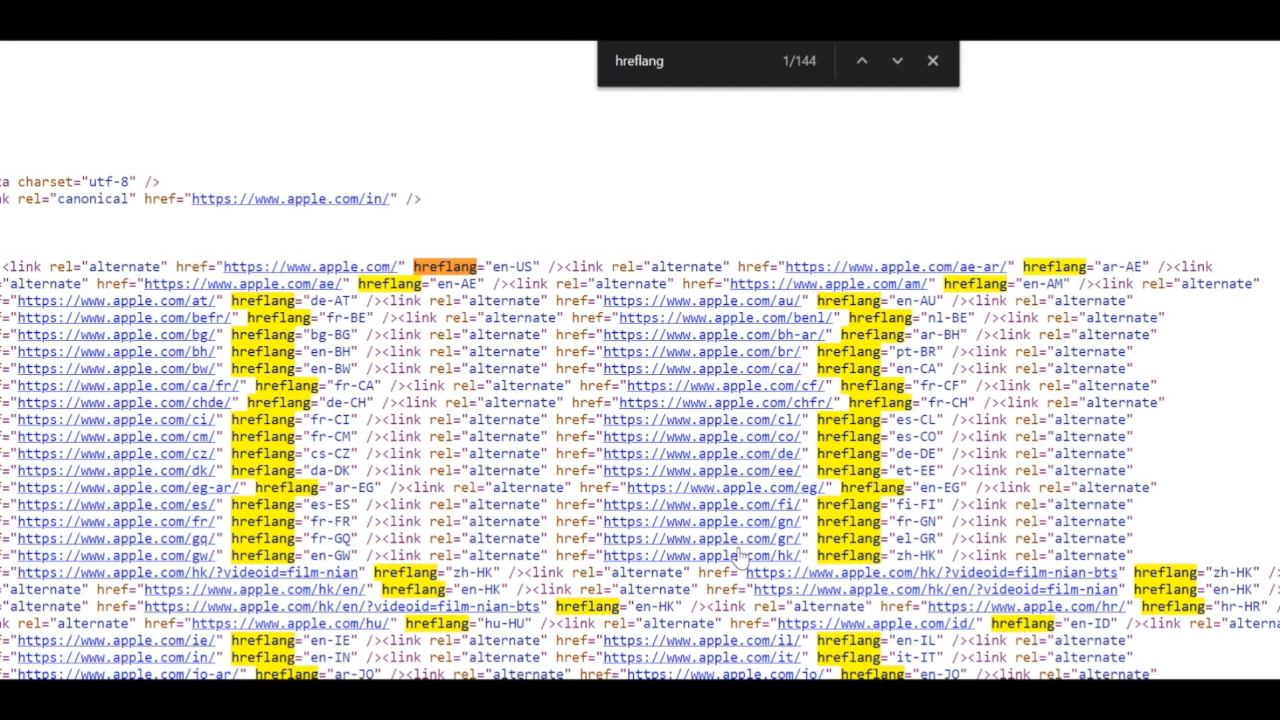 hreflang 1/144
ta charset="utf-8" />
nk rel="canonical" href="https://www.apple.com/in/" />
<link rel="alternate" href="https://www.apple.com/" hreflang="en-US" /><link rel="alternate" href="https://www.apple.com/ae-ar/" hreflang="ar-AE" /><link
"alternate" href="https://www.apple.com/ae/" hreflang="en-AE" /><link rel="alternate" href="https://www.apple.com/am/" hreflang="en-AM" /><link rel="alternate"
="https://www.apple.com/at/" hreflang="de-AT" /><link rel="alternate" href="https://www.apple.com/au/" hreflang="en-AU" /><link rel="alternate"
="https://www.apple.com/befr/" hreflang="fr-BE" /><link rel="alternate" href="https://www.apple.com/benl/" hreflang="nl-BE" /><link rel="alternate"
="https://www.apple.com/bg/" hreflang="bg-BG" /><link rel="alternate" href="https://www.apple.com/bh-ar/" hreflang="ar-BH" /><link rel="alternate"
="https://www.apple.com/bh/" hreflang="en-BH" /><link rel="alternate" href="https://www.apple.com/br/" hreflang="pt-BR" /><link rel="alternate"
="https://www.apple.com/bw/" hreflang="en-BW" /><link rel="alternate" href="https://www.apple.com/ca/" hreflang="en-CA" /><link rel="alternate"
="https://www.apple.com/ca/fr/" hreflang="fr-CA" /><link rel="alternate" href="https://www.apple.com/cf/" hreflang="fr-CF" /><link rel="alternate"
="https://www.apple.com/chde/" hreflang="de-CH" /><link rel="alternate" href="https://www.apple.com/chfr/" hreflang="fr-CH" /><link rel="alternate"
="https://www.apple.com/ci/" hreflang="fr-CI" /><link rel="alternate" href="https://www.apple.com/cl/" hreflang="es-CL" /><link rel="alternate"
="https://www.apple.com/cm/" hreflang="fr-CM" /><link rel="alternate" href="https://www.apple.com/co/" hreflang="es-CO" /><link rel="alternate"
="https://www.apple.com/cz/" hreflang="cs-CZ" /><link rel="alternate" href="https://www.apple.com/de/" hreflang="de-DE" /><link rel="alternate"
="https://www.apple.com/dk/" hreflang="da-DK" /><link rel="alternate" href="https://www.apple.com/ee/" hreflang="et-EE" /><link rel="alternate"
="https://www.apple.com/eg-ar/" hreflang="ar-EG" /><link rel="alternate" href="https://www.apple.com/eg/" hreflang="en-EG" /><link rel="alternate"
="https://www.apple.com/es/" hreflang="es-ES" /><link rel="alternate" href="https://www.apple.com/fi/" hreflang="fi-FI" /><link rel="alternate"
="https://www.apple.com/fr/" hreflang="fr-FR" /><link rel="alternate" href="https://www.apple.com/gn/" hreflang="fr-GN" /><link rel="alternate"
="https://www.apple.com/gq/" hreflang="fr-GQ" /><link rel="alternate" href="https://www.apple.com/gr/" hreflang="el-GR" /><link rel="alternate"
="https://www.apple.com/gw/" hreflang="en-GW" /><link rel="alternate" href="https://www.apple.com/hk/" hreflang="zh-HK" /><link rel="alternate"
="https://www.apple.com/hk/?videoid=film-nian" hreflang="zh-HK" /><link rel="alternate" href="https://www.apple.com/hk/?videoid=film-nian-bts" hreflang="zh-HK" />
"alternate" href="https://www.apple.com/hk/en/" hreflang="en-HK" /><link rel="alternate" href="https://www.apple.com/hk/en/?videoid=film-nian" hreflang="en-HK" />
"alternate" href="https://www.apple.com/hk/en/?videoid=film-nian-bts" hreflang="en-HK" /><link rel="alternate" href="https://www.apple.com/hr/" hreflang="hr-HR" /
nk rel="alternate" href="https://www.apple.com/hu/" hreflang="hu-HU" /><link rel="alternate" href="https://www.apple.com/id/" hreflang="en-ID" /><link rel="alterna
="https://www.apple.com/ie/" hreflang="en-IE" /><link rel="alternate" href="https://www.apple.com/il/" hreflang="en-IL" /><link rel="alternate"
="https://www.apple.com/in/" hreflang="en-IN" /><link rel="alternate" href="https://www.apple.com/it/" hreflang="it-IT" /><link rel="alternate"
="https://www.apple.com/jo-ar/" hreflang="ar-JO" /><link rel="alternate" href="https://www.apple.com/jo/" hreflang="en-JO" /><link rel="alternate"